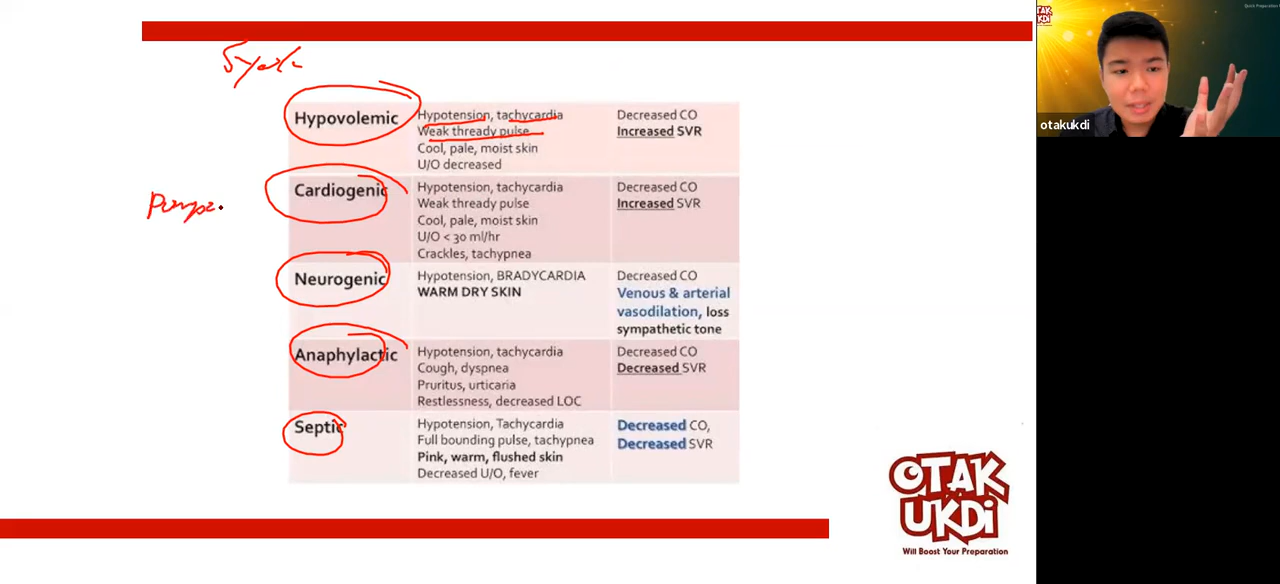 Hypovolemic
Hypotension, tachycardia
Weak thready pulse
Cool, pale, moist skin
U/O decreased
Decreased CO
Increased SVR
Cardiogenic
Hypotension, tachycardia
Weak thready pulse
Cool, pale, moist skin
U/O < 30 ml/hr
Crackles, tachypnea
Decreased CO
Increased SVR
Neurogenic
Hypotension, BRADYCARDIA
WARM DRY SKIN
Decreased CO
Venous & arterial
vasodilation, loss
sympathetic tone
Anaphylactic
Hypotension, tachycardia
Cough, dyspnea
Pruritus, urticaria
Restlessness, decreased LOC
Decreased CO
Decreased SVR
Septic
Hypotension, Tachycardia
Full bounding pulse, tachypnea
Pink, warm, flushed skin
Decreased U/O, fever
Decreased CO,
Decreased SVR
OTAK
UKDi
Will Boost Your Preparation
OTAK
UKDi
otakukdi